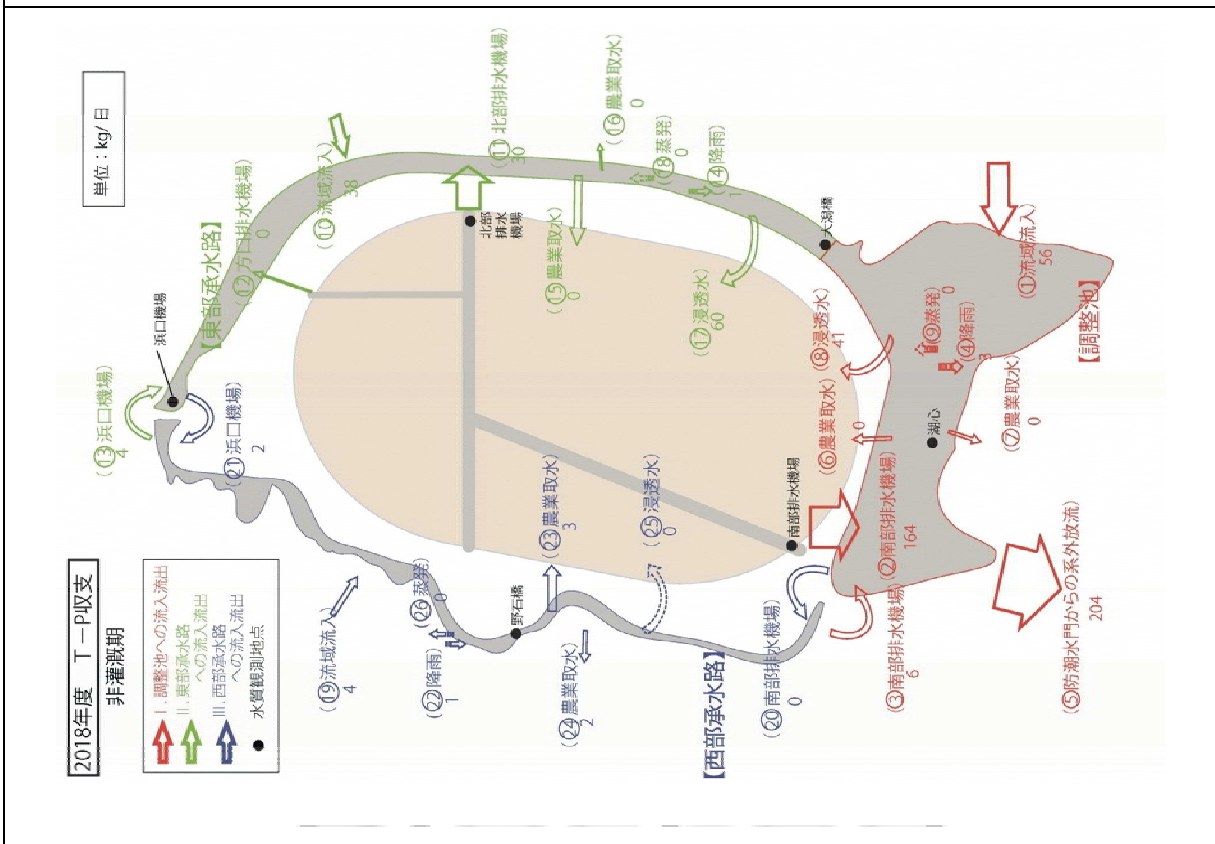 2018年度 T－P収支
非灌漑期
Ⅰ.調整池への流入流出
Ⅱ.東部承水路
への流入流出
Ⅲ.西部承水路
への流入流出
水質観測地点
単位：kg/日
(⑬浜口機場)
4
浜口機場
(㉑浜口機場)
2
【東部承水路】
(⑫方口排水機場)
0
(⑩流域流入)
38
(⑪北部排水機場)
30
北部
排水
機場
(⑯農業取水)
0
(⑮農業取水)
0
(⑱蒸発)
0
(⑭降雨)
1
(⑰浸透水)
60
大潟橋
(⑲流域流入)
4
(㉒降雨)
1
(㉖蒸発)
0
野石橋
(㉓農業取水)
3
(㉔農業取水)
2
(㉕浸透水)
0
【西部承水路】
(⑳南部排水機場)
0
南部排水機場
(⑧浸透水)
41
(⑥農業取水)
0
(②南部排水機場)
164
(③南部排水機場)
6
(⑨蒸発)
0
(④降雨)
3
湖心
(⑦農業取水)
0
(①流域流入)
56
【調整池】
(⑤防潮水門からの系外放流)
204